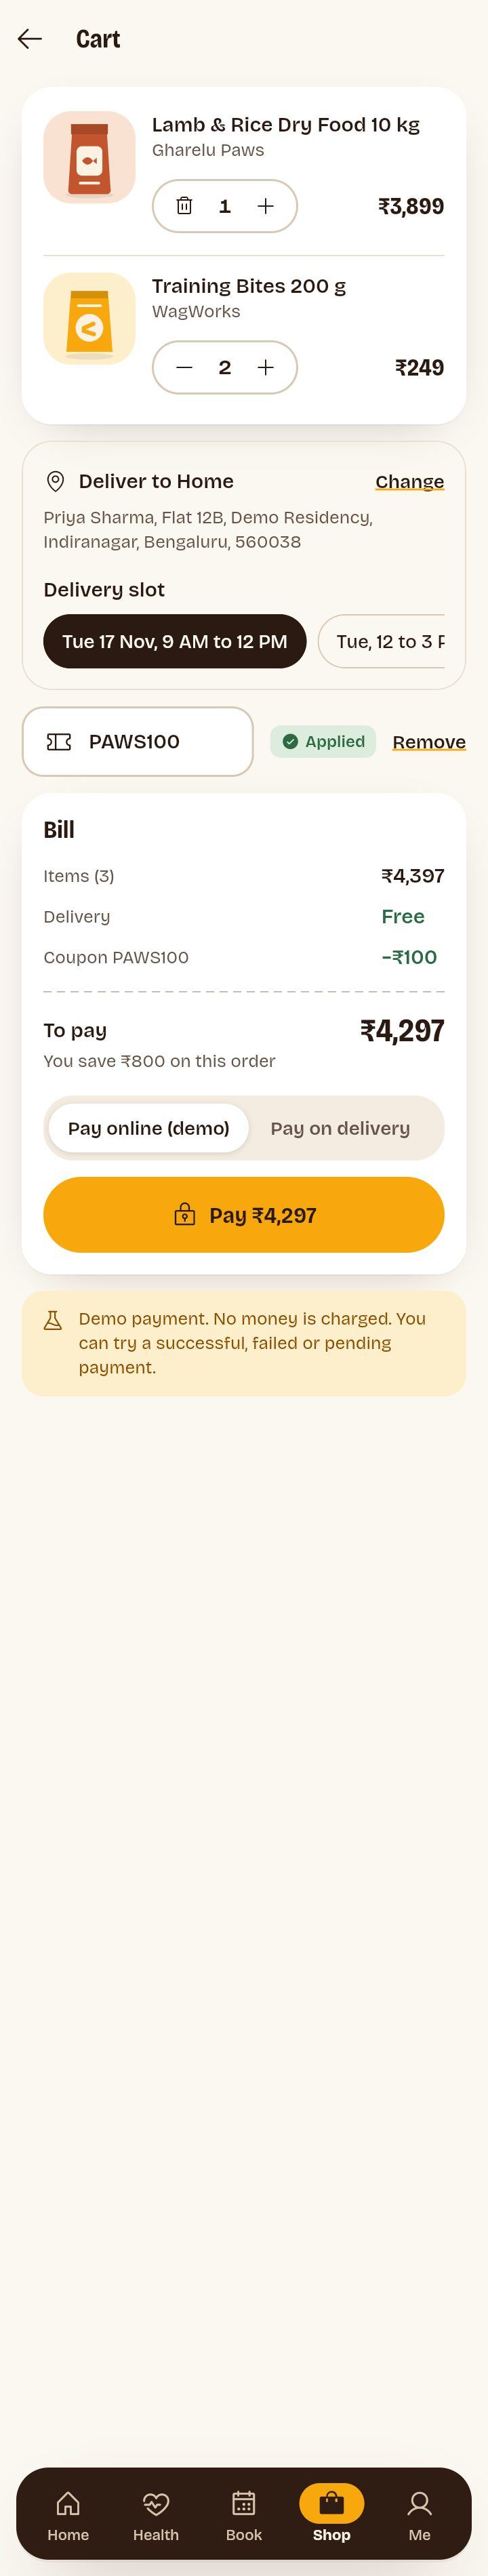 Cart
Lamb & Rice Dry Food 10 kg
Gharelu Paws
1
₹3,899
Training Bites 200 g
WagWorks
2
₹249
Deliver to Home
Change
Priya Sharma, Flat 12B, Demo Residency,
Indiranagar, Bengaluru, 560038
Delivery slot
Tue 17 Nov, 9 AM to 12 PM
Tue, 12 to 3 P
PAWS100
Applied
Remove
Bill
Items (3)
₹4,397
Delivery
Free
Coupon PAWS100
−₹100
To pay
₹4,297
You save ₹800 on this order
Pay online (demo)
Pay on delivery
Pay ₹4,297
Demo payment. No money is charged. You
can try a successful, failed or pending
payment.
Home
Health
Book
Shop
Me